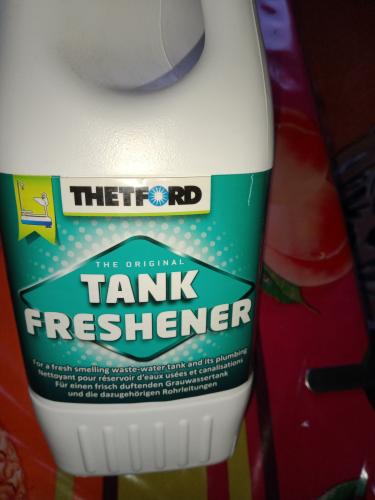 THETFORD
THE ORIGINAL
TANK
FRESHENER
For a fresh smelling waste-water tank and its plumbing
Nettoyant pour réservoir d'eaux usées et canalisations
Für einen frisch duftenden Grauwassertank
und die dazugehörigen Rohrleitungen